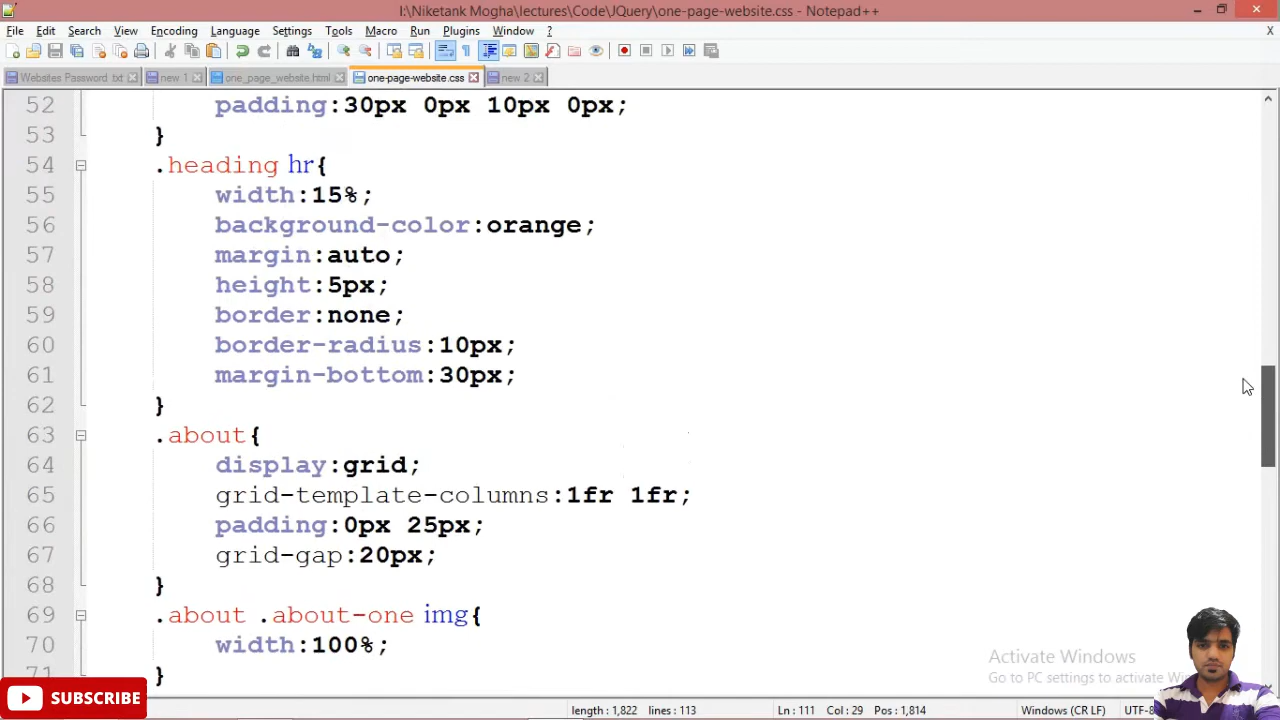 I:\Niketank Mogha\lectures\Code\JQuery\one-page-website.css - Notepad++
File Edit Search View Encoding Language Settings Tools Macro Run Plugins Window ?
X
Websites Password txt new 1 one_page_website.html one-page-website.css new 2
52 padding:30px 0px 10px 0px;
53 }
54 .heading hr{
55 width:15%;
56 background-color:orange;
57 margin:auto;
58 height:5px;
59 border:none;
60 border-radius:10px;
61 margin-bottom:30px;
62 }
63 .about{
64 display:grid;
65 grid-template-columns:1fr 1fr;
66 padding:0px 25px;
67 grid-gap:20px;
68 }
69 .about .about-one img{
70 width:100%;
71 }
Activate Windows
Go to PC settings to activate
SUBSCRIBE
length : 1,822 lines : 113 Ln : 111 Col : 29 Pos : 1,814 Windows (CR LF) UTF-8